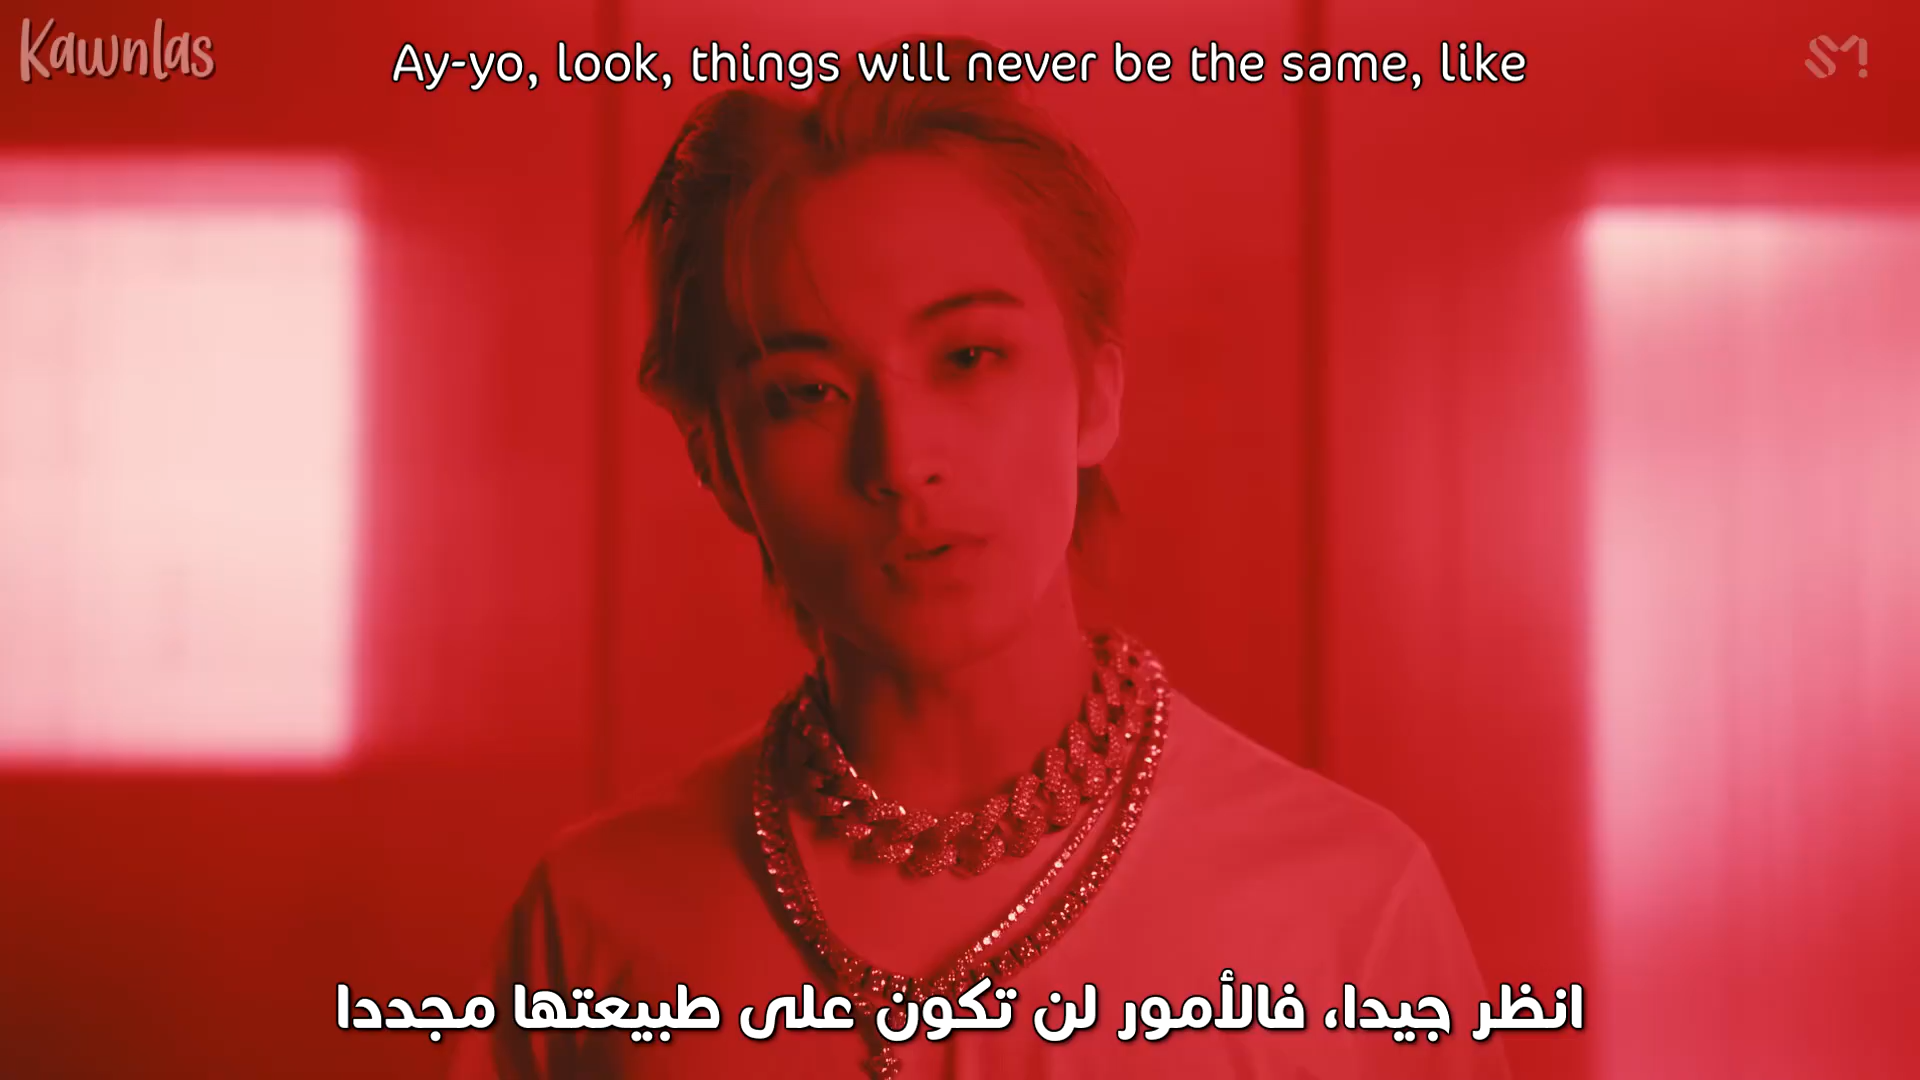 Kawnlas
Ay-yo, look, things will never be the same, like
SM
انظر جيدا، فالأمور لن تكون على طبيعتها مجددا